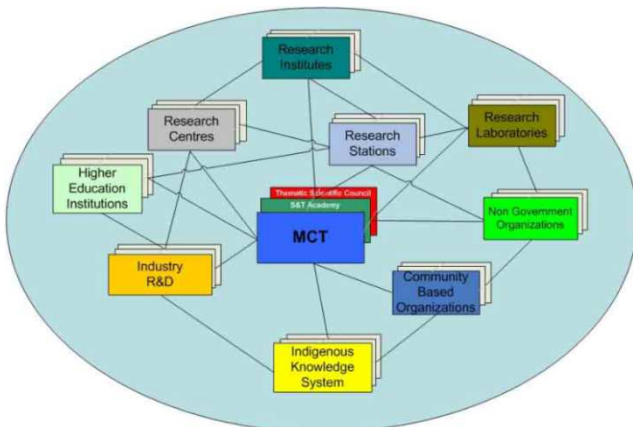 Research
Institutes
Research
Centres
Research
Stations
Research
Laboratories
Higher
Education
Institutions
Thematic Scientific Council
S&T Academy
MCT
Non Government
Organizations
Industry
R&D
Community
Based
Organizations
Indigenous
Knowledge
System